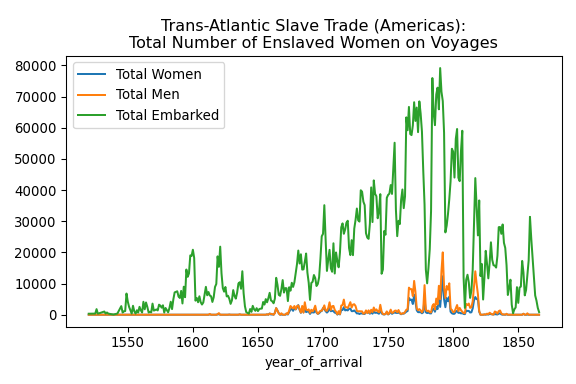 Trans-Atlantic Slave Trade (Americas):
Total Number of Enslaved Women on Voyages
Total Women
Total Men
Total Embarked
80000
70000
60000
50000
40000
30000
20000
10000
0
1550 1600 1650 1700 1750 1800 1850
year_of_arrival